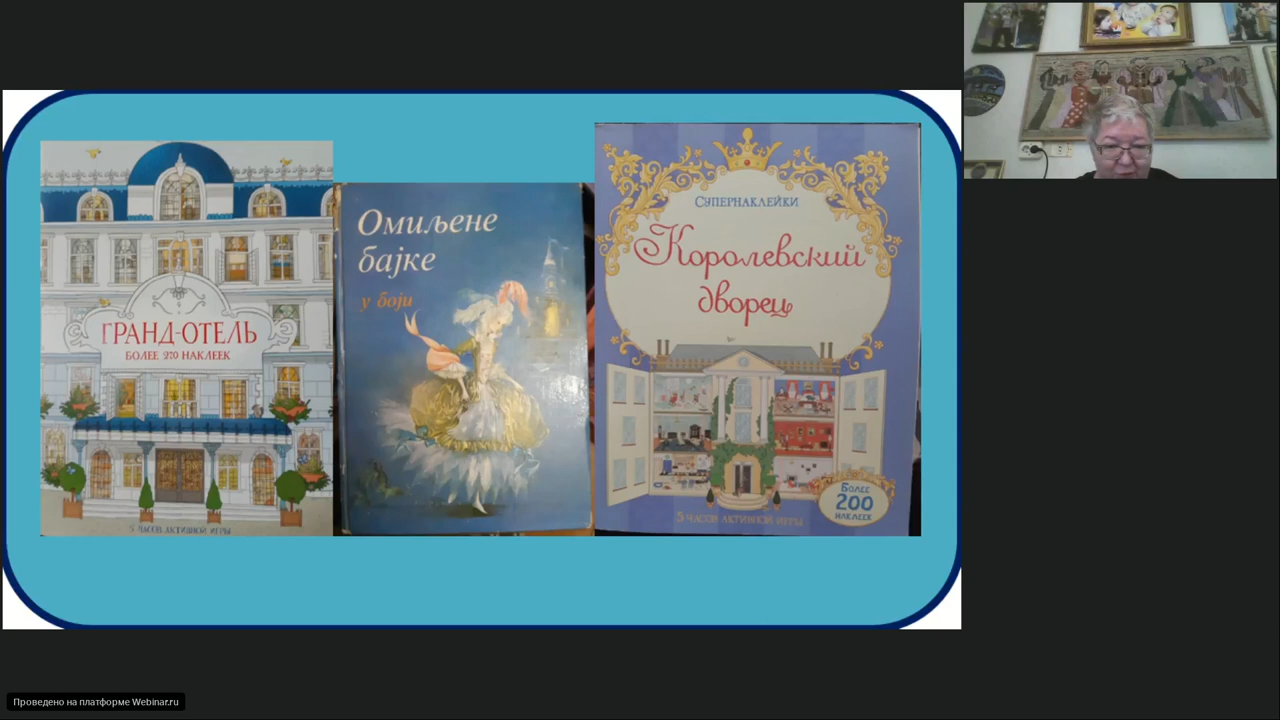 ГРАНД-ОТЕЛЬ
БОЛЕЕ 270 НАКЛЕЕК
5 ЧАСОВ АКТИВНОЙ ИГРЫ
Омиљене
бајке
у боји
СУПЕРНАКЛЕЙКИ
Королевский
дворец
БОЛЕЕ
200
НАКЛЕЕК
5 ЧАСОВ АКТИВНОЙ ИГРЫ
Проведено на платформе Webinar.ru